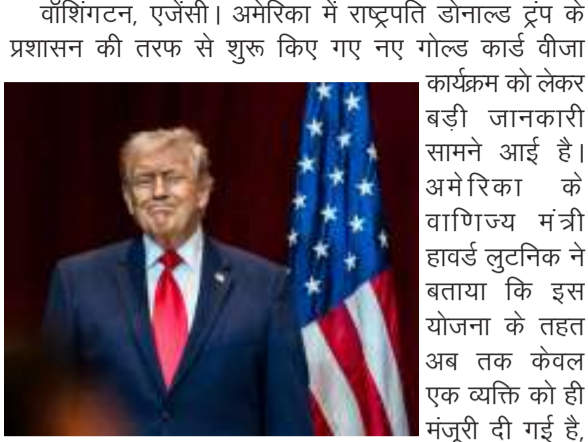 वॉशिंगटन, एजेंसी। अमेरिका में राष्ट्रपति डोनाल्ड ट्रंप के
प्रशासन की तरफ से शुरू किए गए नए गोल्ड कार्ड वीजा
कार्यक्रम को लेकर
बड़ी जानकारी
सामने आई है।
अमेरिका के
वाणिज्य मंत्री
हावर्ड लुटनिक ने
बताया कि इस
योजना के तहत
अब तक केवल
एक व्यक्ति को ही
मंजूरी दी गई है,